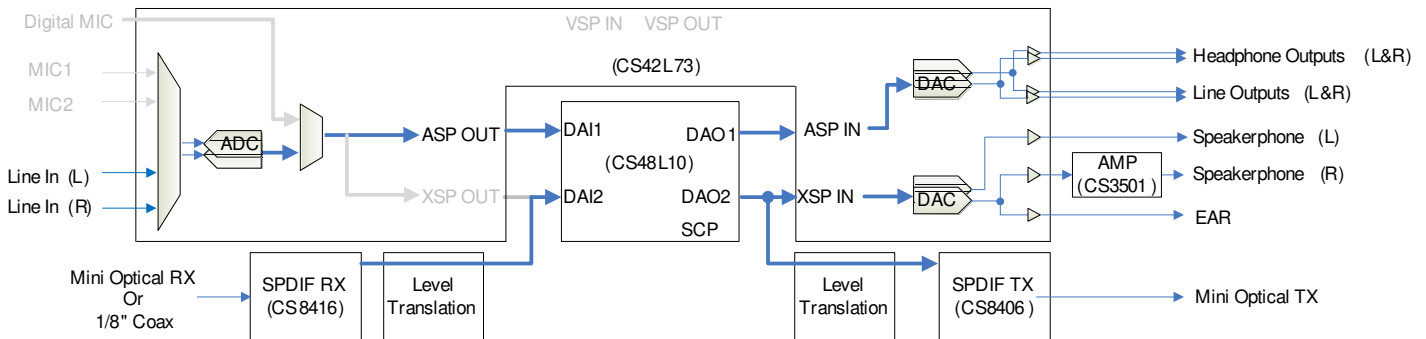 Digital MIC
VSP IN VSP OUT
(CS42L73)
MIC1
MIC2
ADC
ASP OUT
XSP OUT
Line In (L)
Line In (R)
DAI1
DAO1
(CS48L10)
DAI2
DAO2
SCP
ASP IN
XSP IN
DAC
DAC
Headphone Outputs (L&R)
Line Outputs (L&R)
Speakerphone (L)
AMP
(CS3501)
Speakerphone (R)
EAR
Mini Optical RX
Or
1/8" Coax
SPDIF RX
(CS8416)
Level
Translation
Level
Translation
SPDIF TX
(CS8406)
Mini Optical TX